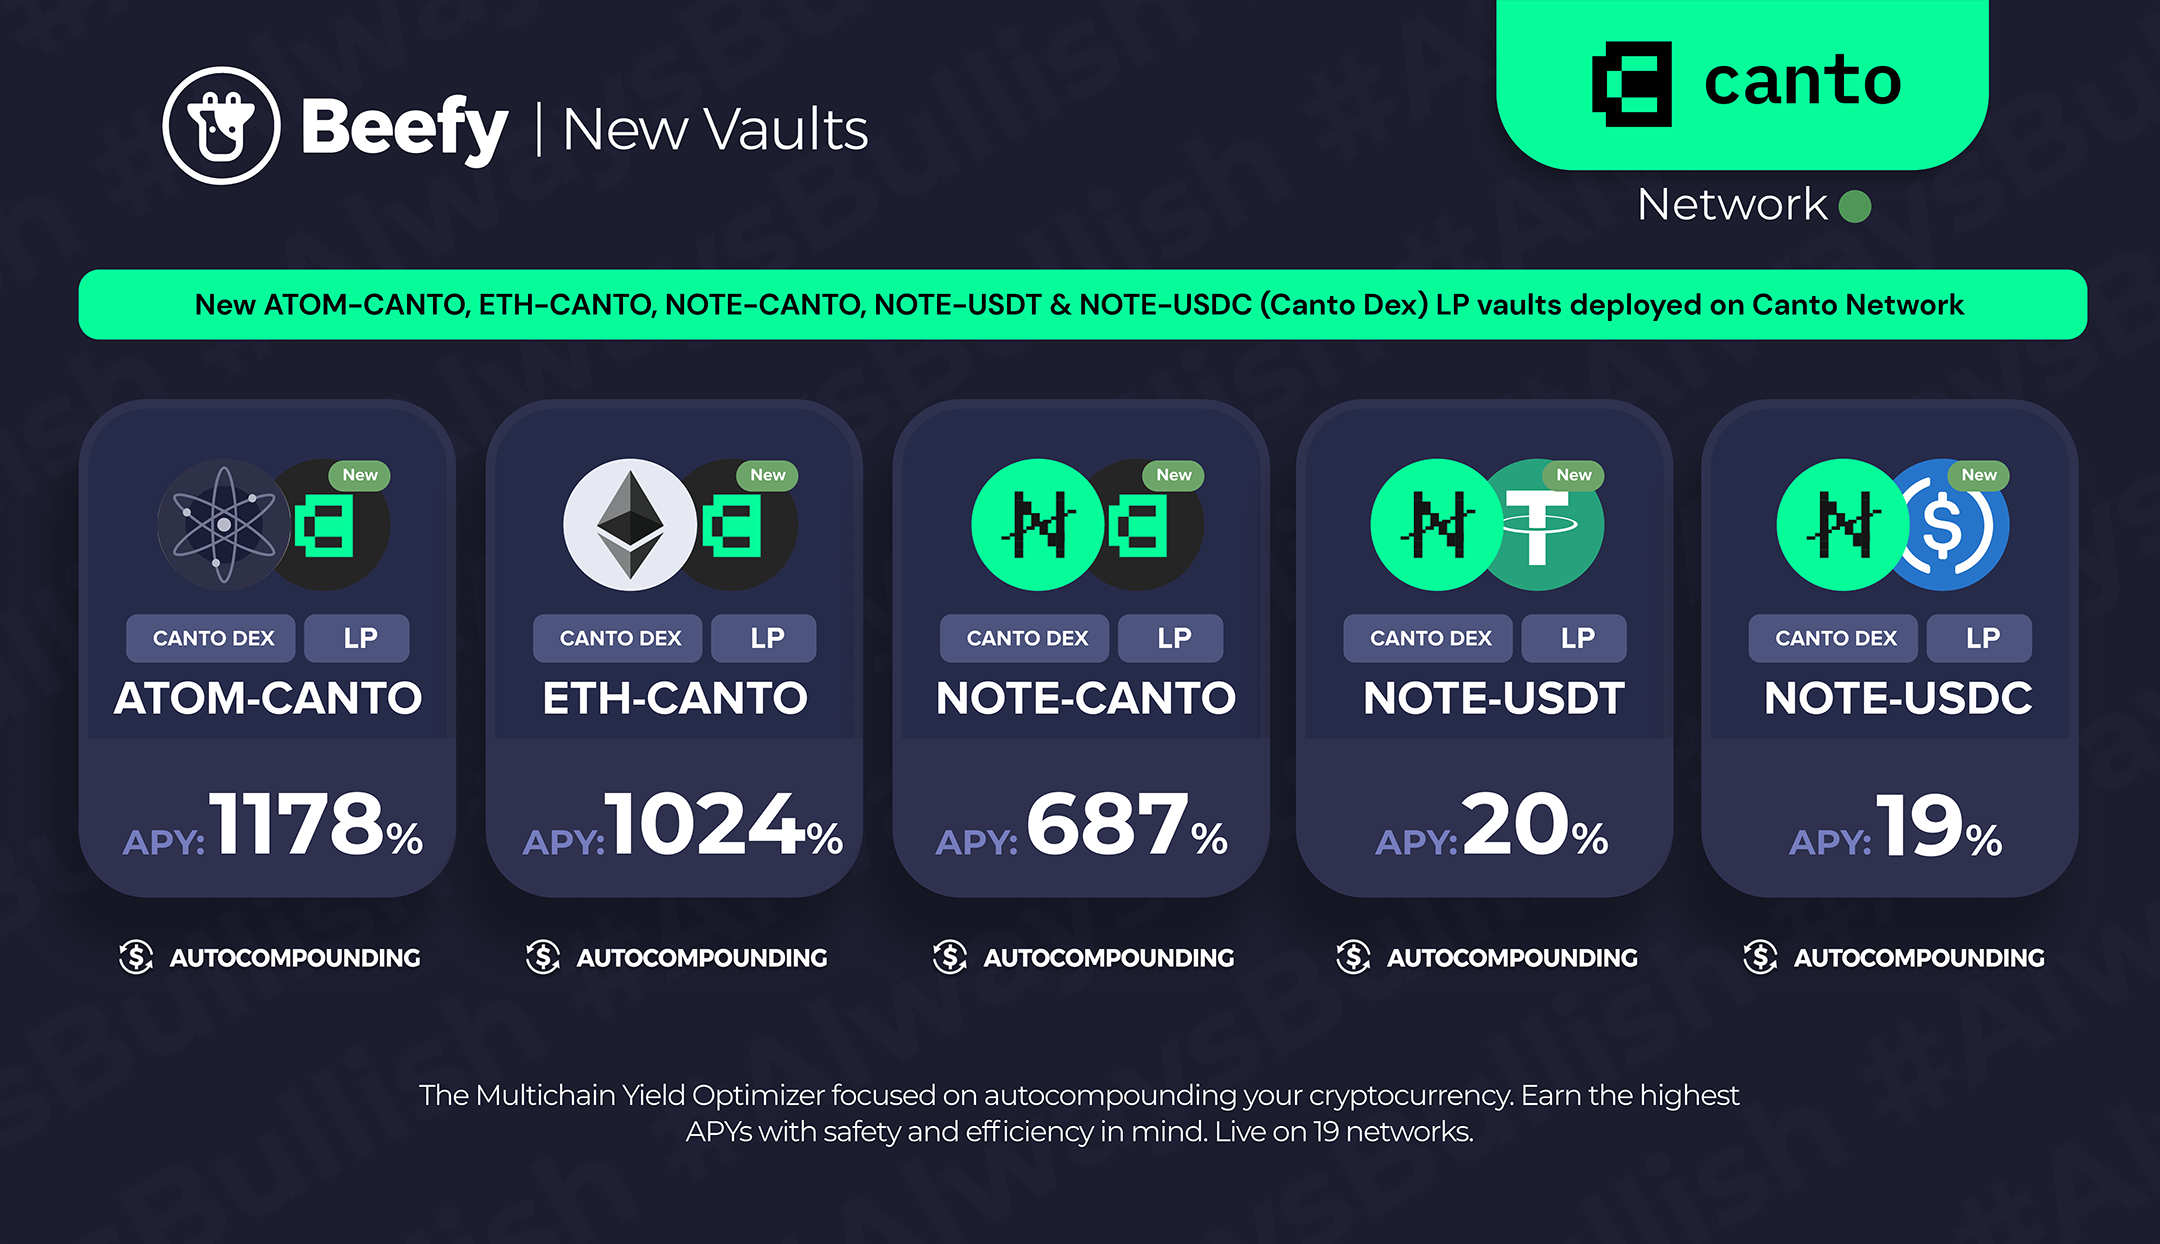 Beefy | New Vaults
canto
Network
New ATOM-CANTO, ETH-CANTO, NOTE-CANTO, NOTE-USDT & NOTE-USDC (Canto Dex) LP vaults deployed on Canto Network
New
CANTO DEX LP
ATOM-CANTO
APY: 1178%
AUTOCOMPOUNDING
New
CANTO DEX LP
ETH-CANTO
APY: 1024%
AUTOCOMPOUNDING
New
CANTO DEX LP
NOTE-CANTO
APY: 687%
AUTOCOMPOUNDING
New
CANTO DEX LP
NOTE-USDT
APY: 20%
AUTOCOMPOUNDING
New
CANTO DEX LP
NOTE-USDC
APY: 19%
AUTOCOMPOUNDING
The Multichain Yield Optimizer focused on autocompounding your cryptocurrency. Earn the highest
APYs with safety and efficiency in mind. Live on 19 networks.
#AlwaysBullish